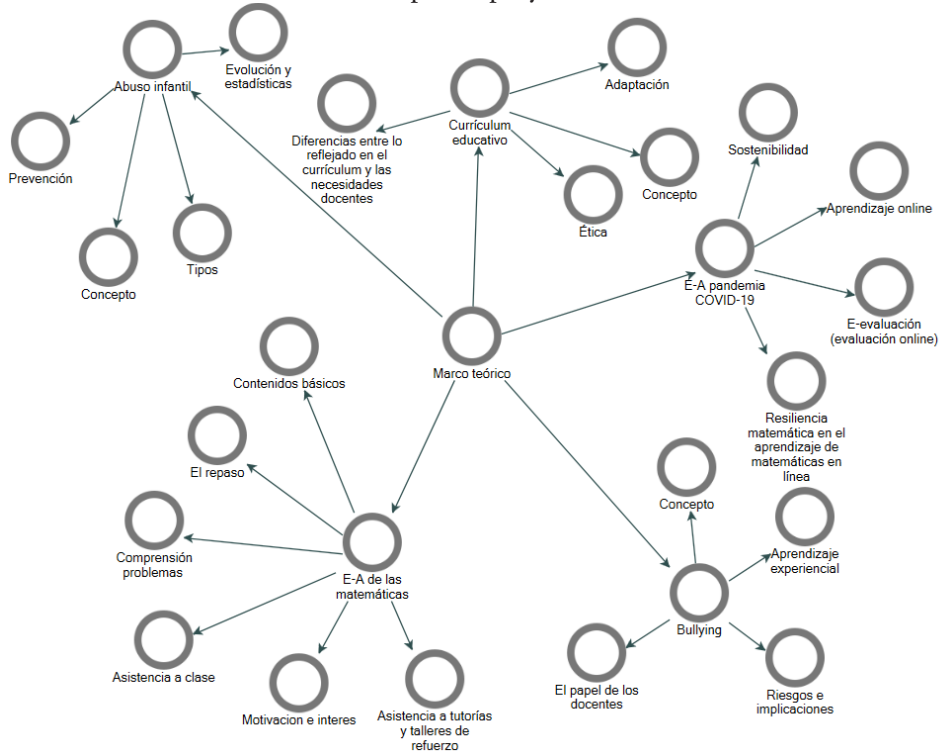 Abuso infantil
Evolución y
estadísticas
Prevención
Concepto
Tipos
Currículum
educativo
Adaptación
Diferencias entre lo
reflejado en el
currículum y las
necesidades
docentes
Ética
Concepto
Sostenibilidad
Aprendizaje online
E-A pandemia
COVID-19
E-evaluación
(evaluación online)
Resiliencia
matemática en el
aprendizaje de
matemáticas en
línea
Marco teórico
Contenidos básicos
El repaso
Comprensión
problemas
E-A de las
matemáticas
Asistencia a clase
Motivacion e interes
Asistencia a tutorías
y talleres de
refuerzo
Concepto
Aprendizaje
experiencial
Bullying
El papel de los
docentes
Riesgos e
implicaciones